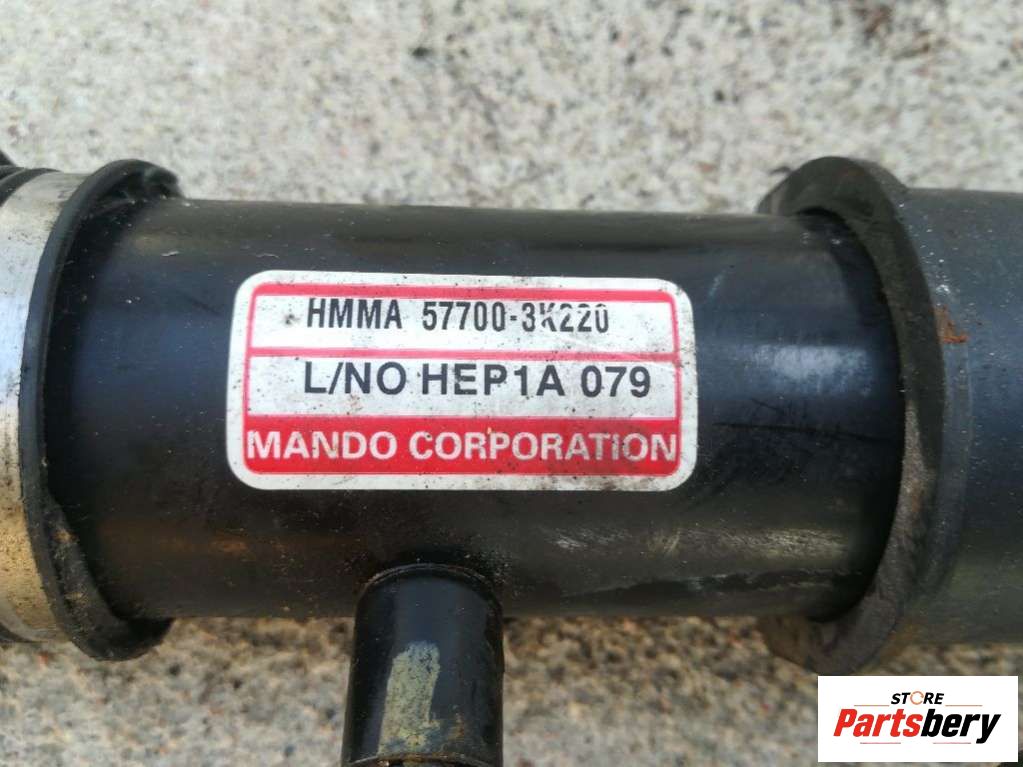 HMMA 57700-3K220
L/NO HEP1A 079
MANDO CORPORATION
STORE
Partsbery